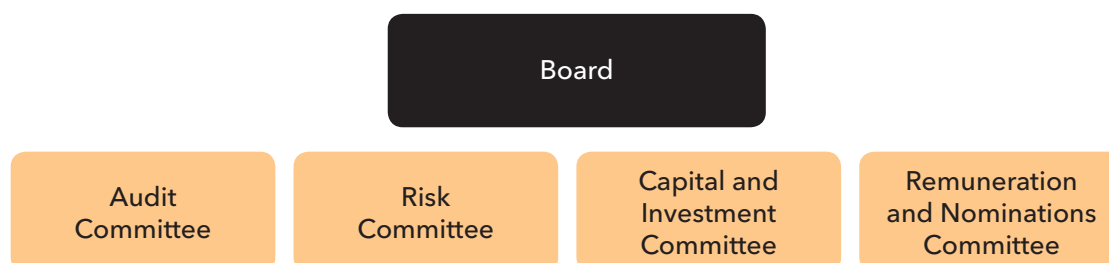 Board
Audit
Committee
Risk
Committee
Capital and
Investment
Committee
Remuneration
and Nominations
Committee